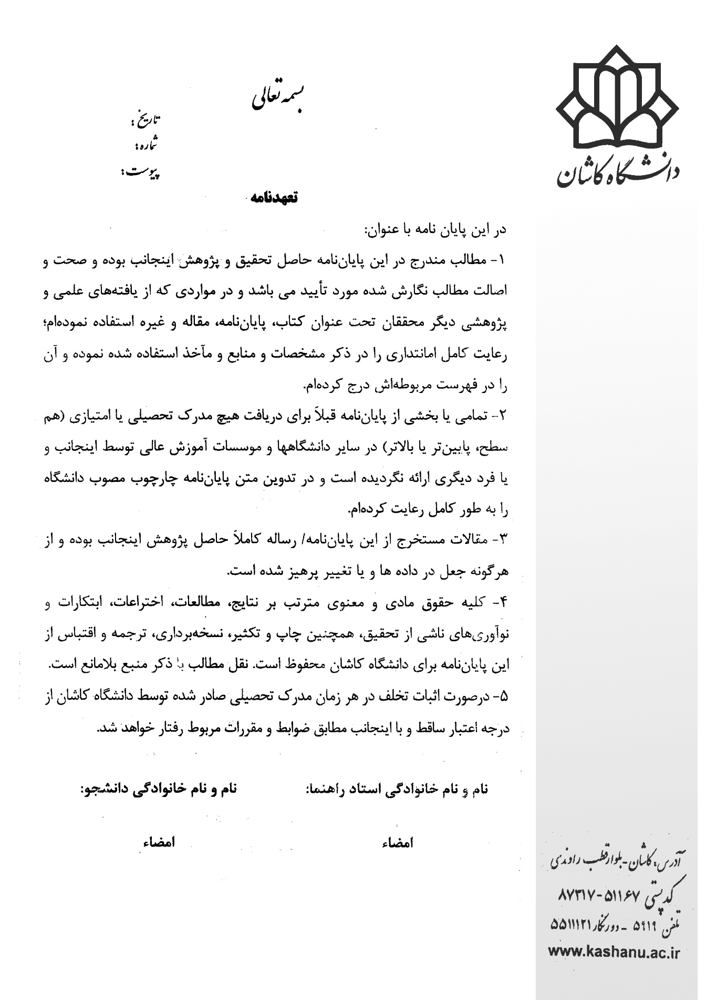 بسمه تعالی
تاریخ:
شماره:
پیوست:
دانشگاه کاشان
تعهدنامه
در این پایان نامه با عنوان:
۱- مطالب مندرج در این پایان‌نامه حاصل تحقیق و پژوهش اینجانب بوده و صحت و
اصالت مطالب نگارش شده مورد تأیید می باشد و در مواردی که از یافته‌های علمی و
پژوهشی دیگر محققان تحت عنوان کتاب، پایان‌نامه، مقاله و غیره استفاده نموده‌ام؛
رعایت کامل امانتداری را در ذکر مشخصات و منابع و مآخذ استفاده شده نموده و آن
را در فهرست مربوطه‌اش درج کرده‌ام.
۲- تمامی یا بخشی از پایان‌نامه قبلاً برای دریافت هیچ مدرک تحصیلی یا امتیازی (هم
سطح، پایین‌تر یا بالاتر) در سایر دانشگاهها و موسسات آموزش عالی توسط اینجانب و
یا فرد دیگری ارائه نگردیده است و در تدوین متن پایان‌نامه چارچوب مصوب دانشگاه
را به طور کامل رعایت کرده‌ام.
۳- مقالات مستخرج از این پایان‌نامه/ رساله کاملاً حاصل پژوهش اینجانب بوده و از
هرگونه جعل در داده ها و یا تغییر پرهیز شده است.
۴- کلیه حقوق مادی و معنوی مترتب بر نتایج، مطالعات، اختراعات، ابتکارات و
نوآوری‌های ناشی از تحقیق، همچنین چاپ و تکثیر، نسخه‌برداری، ترجمه و اقتباس از
این پایان‌نامه برای دانشگاه کاشان محفوظ است. نقل مطالب با ذکر منبع بلامانع است.
۵- درصورت اثبات تخلف در هر زمان مدرک تحصیلی صادر شده توسط دانشگاه کاشان از
درجه اعتبار ساقط و با اینجانب مطابق ضوابط و مقررات مربوط رفتار خواهد شد.
نام و نام خانوادگی استاد راهنما: نام و نام خانوادگی دانشجو:
امضاء امضاء
آدرس: کاشان - بلوار قطب راوندی
کد پستی ۵۱۱۶۷-۸۷۳۱۷
تلفن ۵۹۱۹ - دورنگار ۵۵۱۱۱۲۱
www.kashanu.ac.ir